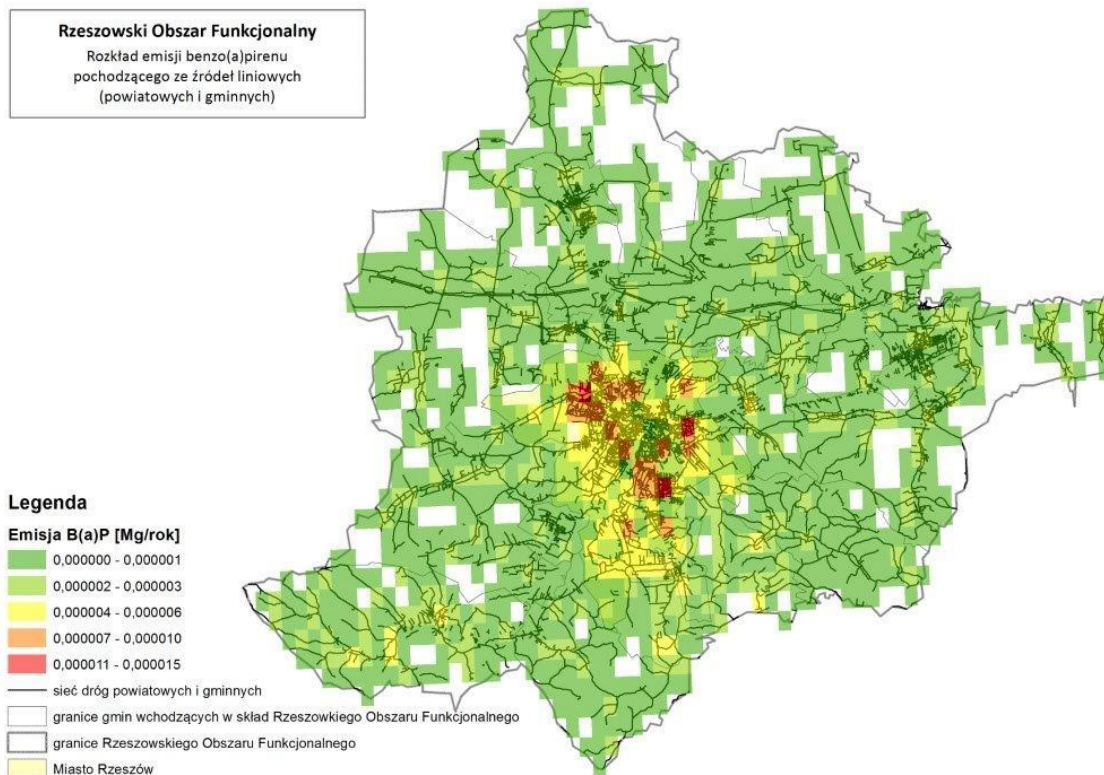 Rzeszowski Obszar Funkcjonalny
Rozkład emisji benzo(a)pirenu
pochodzącego ze źródeł liniowych
(powiatowych i gminnych)
Legenda
Emisja B(a)P [Mg/rok]
0,000000 - 0,000001
0,000002 - 0,000003
0,000004 - 0,000006
0,000007 - 0,000010
0,000011 - 0,000015
sieć dróg powiatowych i gminnych
granice gmin wchodzących w skład Rzeszowkiego Obszaru Funkcjonalnego
granice Rzeszowskiego Obszaru Funkcjonalnego
Miasto Rzeszów